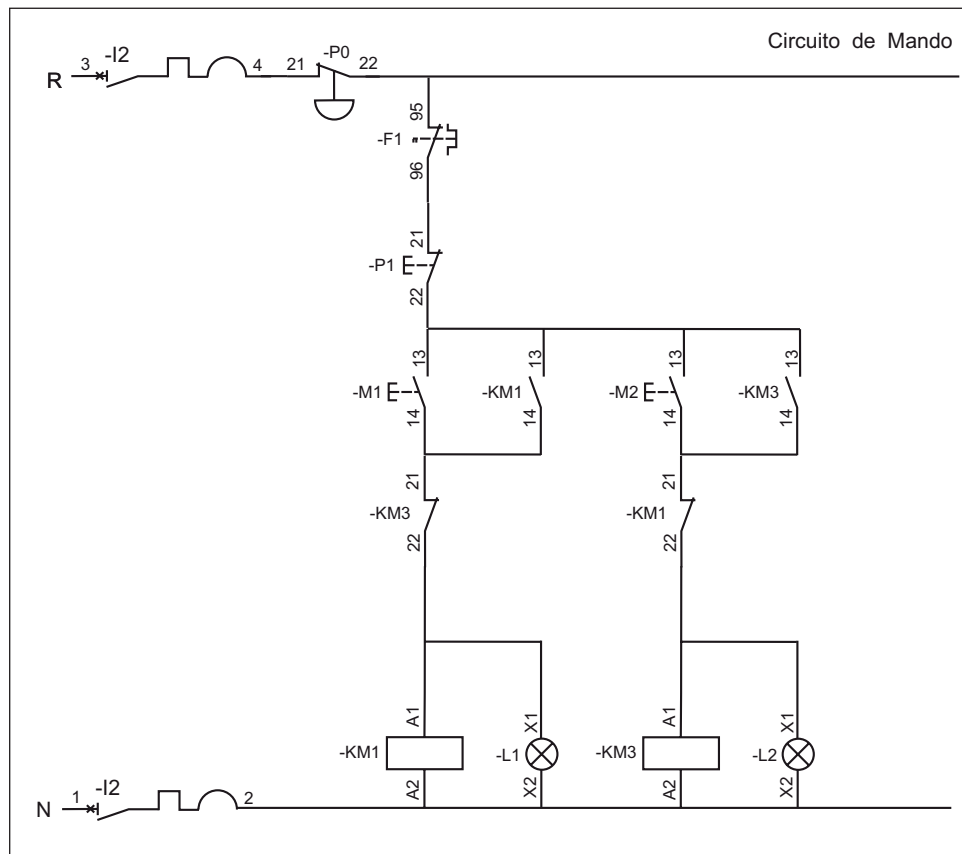 Circuito de Mando
R 3 -I2 4 21 -P0 22
95
-F1
96
21
-P1
22
13 13 13 13
-M1 -KM1 -M2 -KM3
14 14 14 14
21 21
-KM3 -KM1
22 22
A1 X1 A1 X1
-KM1 -L1 -KM3 -L2
A2 X2 A2 X2
N 1 -I2 2